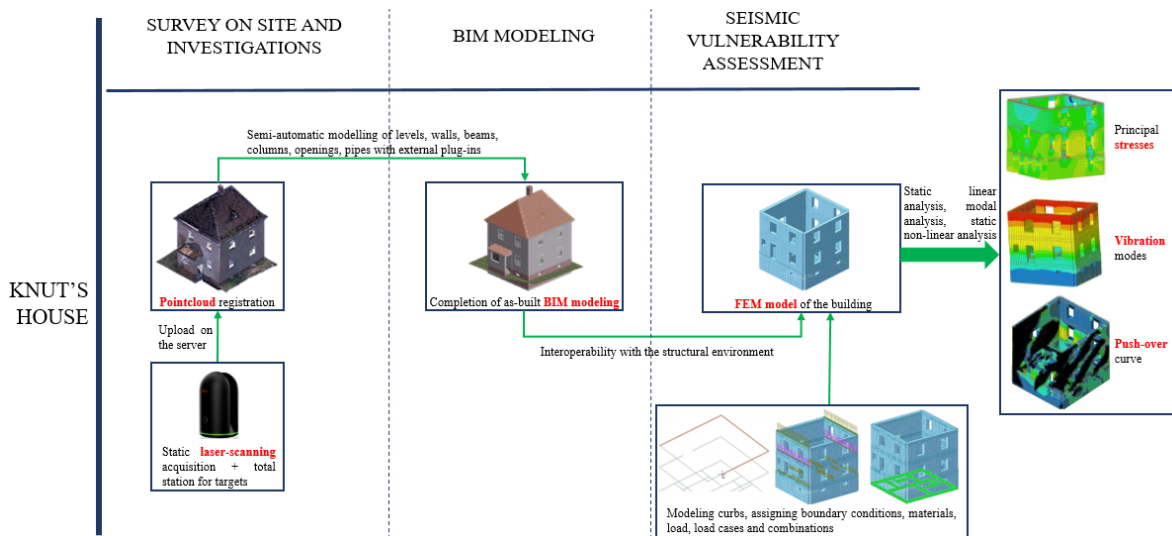 SURVEY ON SITE AND
INVESTIGATIONS
BIM MODELING
SEISMIC
VULNERABILITY
ASSESSMENT
KNUT'S
HOUSE
Semi-automatic modelling of levels, walls, beams,
columns, openings, pipes with external plug-ins
Pointcloud registration
Upload on
the server
Static laser-scanning
acquisition + total
station for targets
Completion of as-built BIM modeling
Interoperability with the structural environment
FEM model of the building
Modeling curbs, assigning boundary conditions, materials,
load, load cases and combinations
Static linear
analysis, modal
analysis, static
non-linear analysis
Principal
stresses
Vibration
modes
Push-over
curve